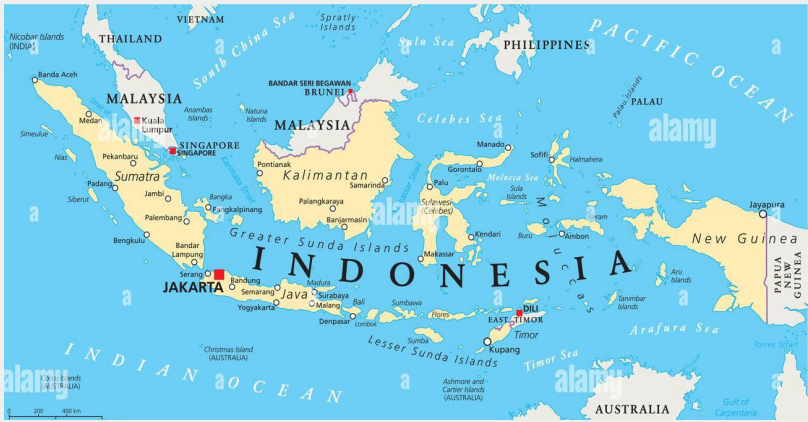 VIETNAM
Spratly
Islands
THAILAND
Nicobar Islands
(INDIA)
South China Sea
Sulu Sea
PHILIPPINES
PACIFIC OCEAN
Banda Aceh
BANDAR SERI BEGAWAN
BRUNEI
MALAYSIA
Palau Islands
PALAU
Anambas
Islands
Natuna
Islands
Medan
Kuala
Lumpur
MALAYSIA
Celebes Sea
alamy
Simeulue
SINGAPORE
SINGAPORE
Manado
Sofifi
Halmahera
Nias
Pekanbaru
Pontianak
Gorontalo
Sumatra
Kalimantan
Molucca Sea
Padang
Samarinda
Palu
Sula
Islands
Siberut
Jambi
Bangka
Pangkalpinang
Palangkaraya
Sulawesi
(Celebes)
Jayapura
Palembang
Banjarmasin
alamy
Moluccas
Buru
Ambon
Seram
Bengkulu
Greater Sunda Islands
Kendari
New Guinea
Bandar
Lampung
Makassar
PAPUA
NEW
GUINEA
INDONESIA
Serang
JAKARTA
Bandung
Semarang
Java
Madura
Surabaya
Malang
Yogyakarta
Bali
Denpasar
Lombok
Sumbawa
Flores
Sumba
DILI
EAST TIMOR
Timor
Kupang
Aru
Islands
Tanimbar
Islands
Arafura Sea
Lesser Sunda Islands
Timor Sea
Torres Strait
INDIAN OCEAN
Christmas Island
(AUSTRALIA)
Cocos Islands
(AUSTRALIA)
alamy
Ashmore and
Cartier Islands
(AUSTRALIA)
alamy
AUSTRALIA
Gulf of
Carpentaria
0 200 400 km